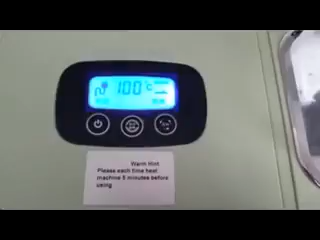 100℃
Warm Hint
Please each time heat
machine 5 minutes before
using